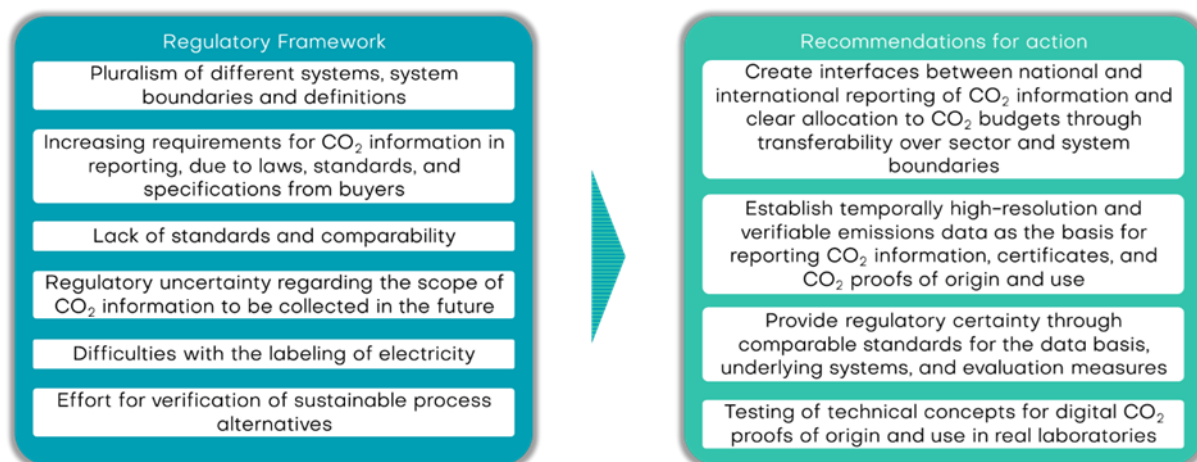 Regulatory Framework
Pluralism of different systems, system
boundaries and definitions
Increasing requirements for CO₂ information in
reporting, due to laws, standards, and
specifications from buyers
Lack of standards and comparability
Regulatory uncertainty regarding the scope of
CO₂ information to be collected in the future
Difficulties with the labeling of electricity
Effort for verification of sustainable process
alternatives
Recommendations for action
Create interfaces between national and
international reporting of CO₂ information and
clear allocation to CO₂ budgets through
transferability over sector and system
boundaries
Establish temporally high-resolution and
verifiable emissions data as the basis for
reporting CO₂ information, certificates, and
CO₂ proofs of origin and use
Provide regulatory certainty through
comparable standards for the data basis,
underlying systems, and evaluation measures
Testing of technical concepts for digital CO₂
proofs of origin and use in real laboratories